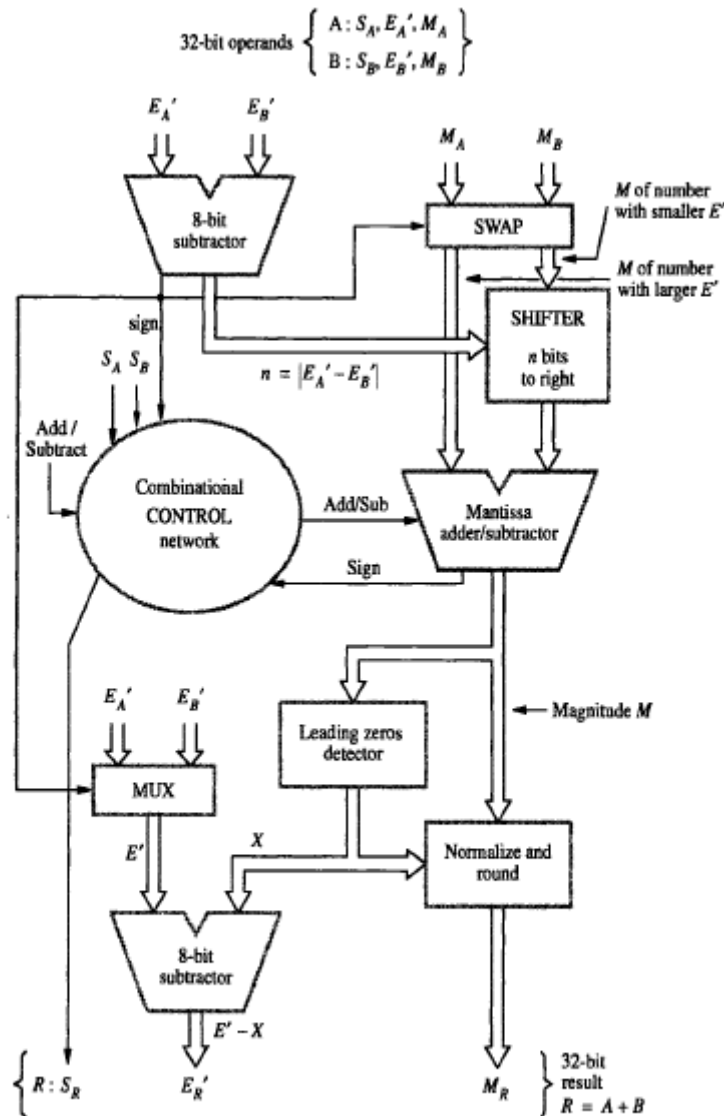 32-bit operands { A : S_A, E_A', M_A
B : S_B, E_B', M_B }
E_A' E_B'
M_A M_B
8-bit
subtractor
SWAP
M of number
with smaller E'
M of number
with larger E'
sign
SHIFTER
n bits
to right
S_A S_B
n = |E_A' – E_B'|
Add /
Subtract
Combinational
CONTROL
network
Add/Sub
Mantissa
adder/subtractor
Sign
E_A' E_B'
Leading zeros
detector
Magnitude M
MUX
E'
X
Normalize and
round
8-bit
subtractor
E' – X
{ R : S_R
E_R'
M_R
} 32-bit
result
R = A + B